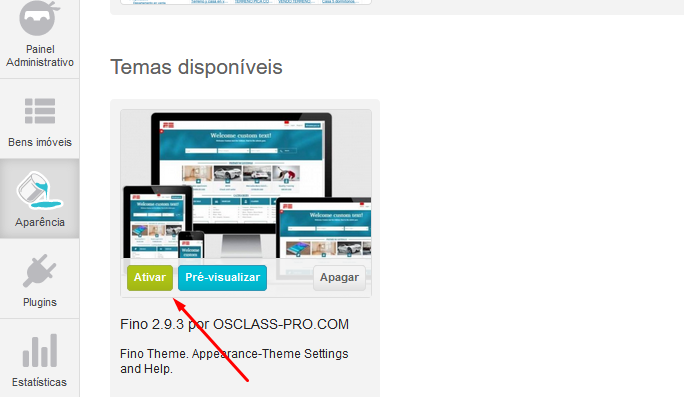 Painel
Administrativo
Bens imóveis
Aparência
Plugins
Estatísticas
Temas disponíveis
Welcome custom text!
Welcome custom text!
Welcome custom text!
Ativar
Pré-visualizar
Apagar
Fino 2.9.3 por OSCLASS-PRO.COM
Fino Theme. Appearance-Theme Settings
and Help.